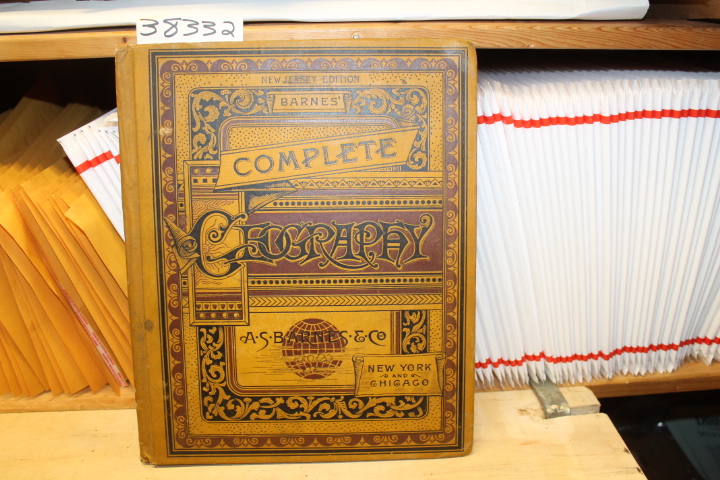 38332
NEW JERSEY EDITION
BARNES'
COMPLETE
GEOGRAPHY
A.S. BARNES & CO
NEW YORK
AND
CHICAGO